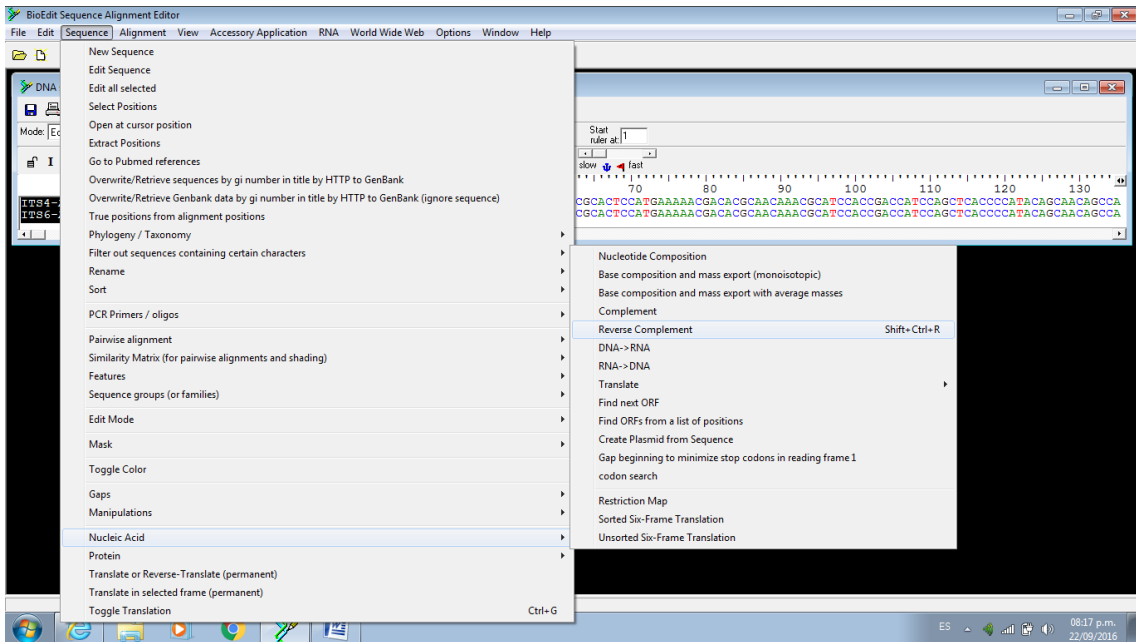 BioEdit Sequence Alignment Editor
File Edit Sequence Alignment View Accessory Application RNA World Wide Web Options Window Help
New Sequence
Edit Sequence
Edit all selected
Select Positions
Open at cursor position
Extract Positions
Go to Pubmed references
Overwrite/Retrieve sequences by gi number in title by HTTP to GenBank
Overwrite/Retrieve Genbank data by gi number in title by HTTP to GenBank (ignore sequence)
True positions from alignment positions
Phylogeny / Taxonomy
Filter out sequences containing certain characters
Rename
Sort
PCR Primers / oligos
Pairwise alignment
Similarity Matrix (for pairwise alignments and shading)
Features
Sequence groups (or families)
Edit Mode
Mask
Toggle Color
Gaps
Manipulations
Nucleic Acid
Protein
Translate or Reverse-Translate (permanent)
Translate in selected frame (permanent)
Toggle Translation Ctrl+G
DNA
Mode: Ed
I
ITS4-
ITS6-
Start
ruler at: 1
slow fast
70 80 90 100 110 120 130
CGCACTCCATGAAAAACGACACGCAACAAACGCATCCACCGACCATCCAGCTCACCCCATACAGCAACAGCCA
CGCACTCCATGAAAAACGACACGCAACAAACGCATCCACCGACCATCCAGCTCACCCCATACAGCAACAGCCA
Nucleotide Composition
Base composition and mass export (monoisotopic)
Base composition and mass export with average masses
Complement
Reverse Complement Shift+Ctrl+R
DNA->RNA
RNA->DNA
Translate
Find next ORF
Find ORFs from a list of positions
Create Plasmid from Sequence
Gap beginning to minimize stop codons in reading frame 1
codon search
Restriction Map
Sorted Six-Frame Translation
Unsorted Six-Frame Translation
ES
08:17 p.m.
22/09/2016